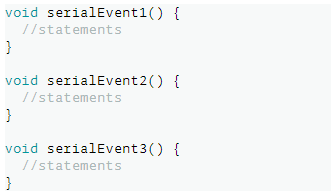 void serialEvent1() {
  //statements
}

void serialEvent2() {
  //statements
}

void serialEvent3() {
  //statements
}